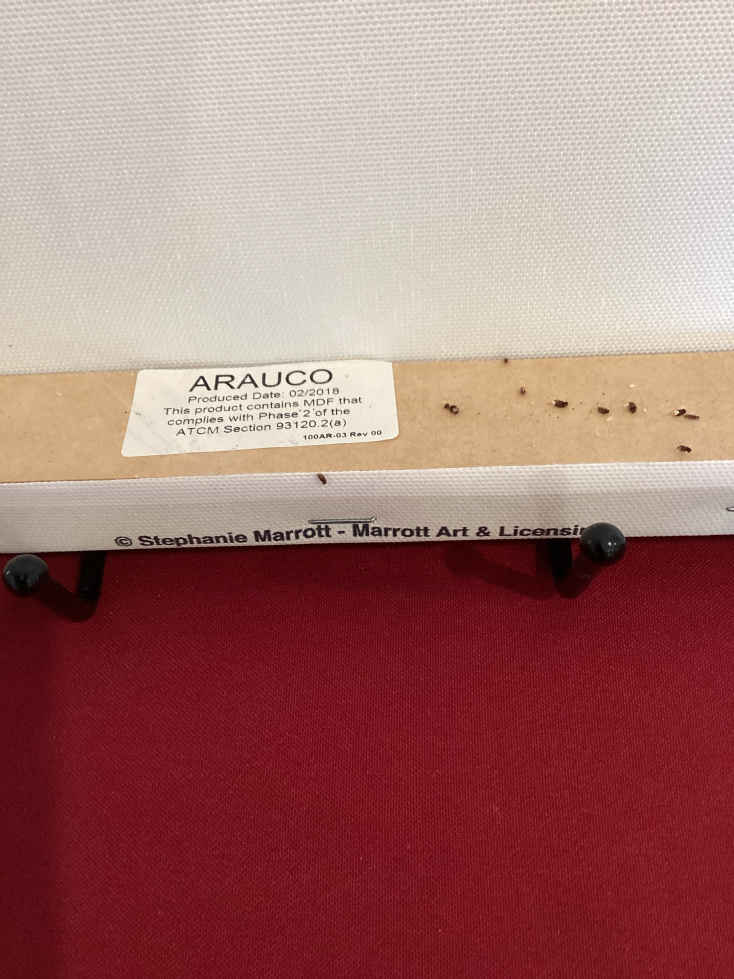 ARAUCO
Produced Date: 02/2018
This product contains MDF that
complies with Phase 2 of the
ATCM Section 93120.2(a)
100AR-03 Rev 00
© Stephanie Marrott - Marrott Art & Licensin